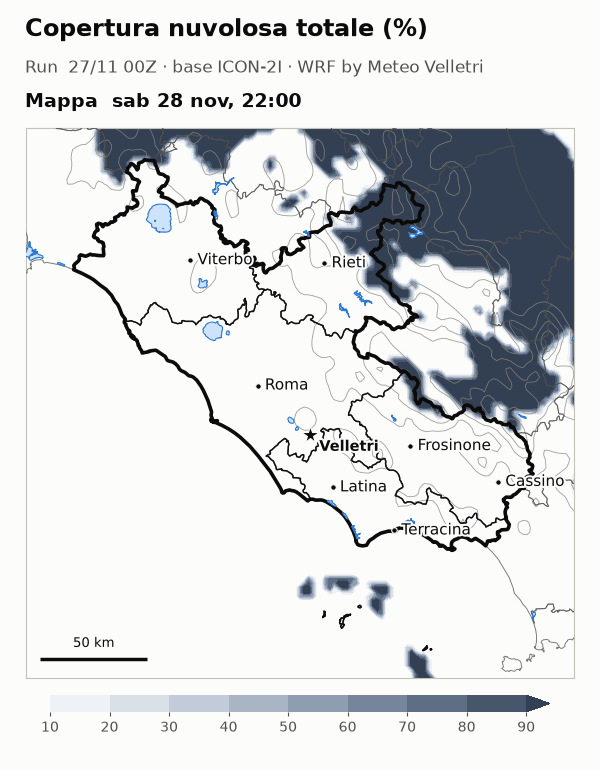 Copertura nuvolosa totale (%)
Run  27/11 00Z · base ICON-2I · WRF by Meteo Velletri
Mappa  sab 28 nov, 22:00
Viterbo
Rieti
Roma
Velletri
Frosinone
Cassino
Latina
Terracina
50 km
10 20 30 40 50 60 70 80 90